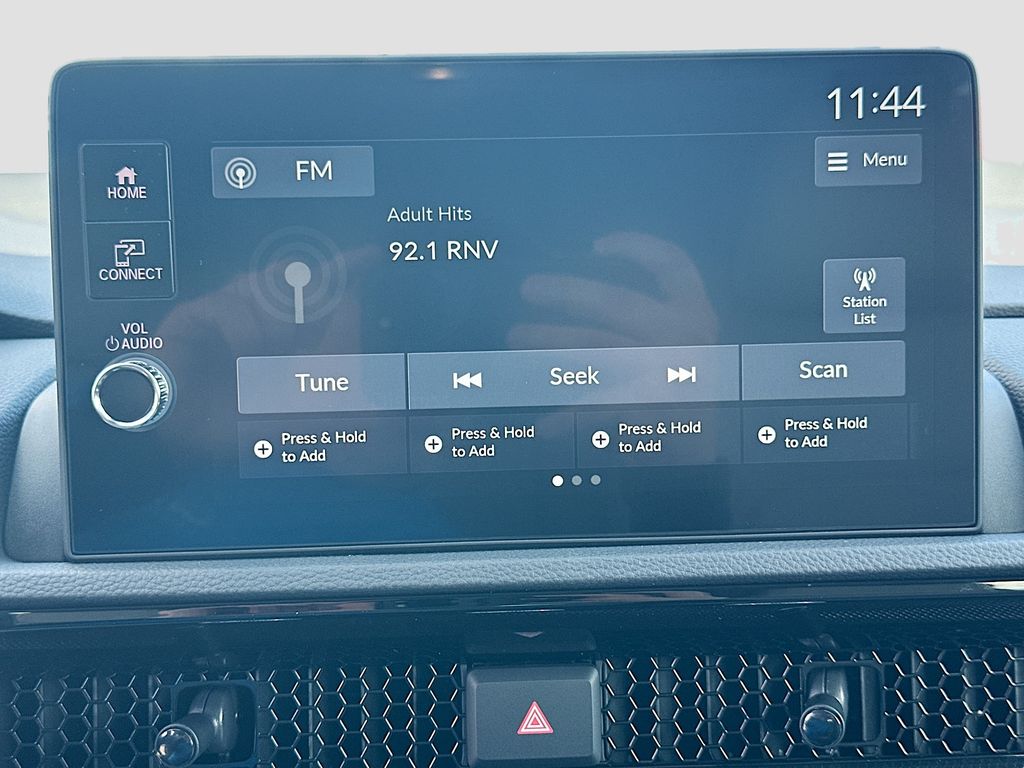 11:44
HOME
FM
Menu
Adult Hits
92.1 RNV
CONNECT
Station
List
VOL
AUDIO
Tune
Seek
Scan
Press & Hold
to Add
Press & Hold
to Add
Press & Hold
to Add
Press & Hold
to Add